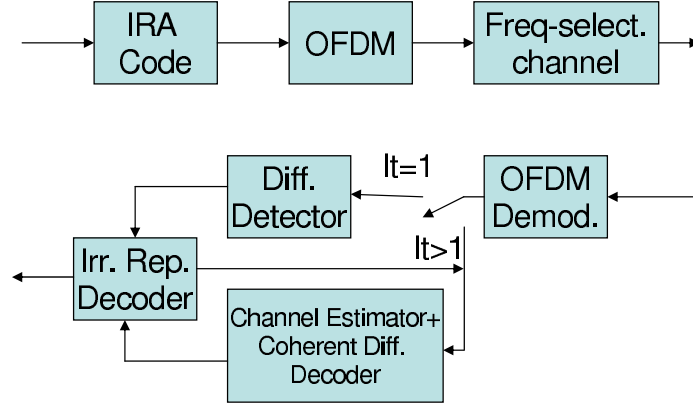 IRA
Code
OFDM
Freq-select.
channel
Diff.
Detector
It=1
OFDM
Demod.
It>1
Irr. Rep.
Decoder
Channel Estimator+
Coherent Diff.
Decoder